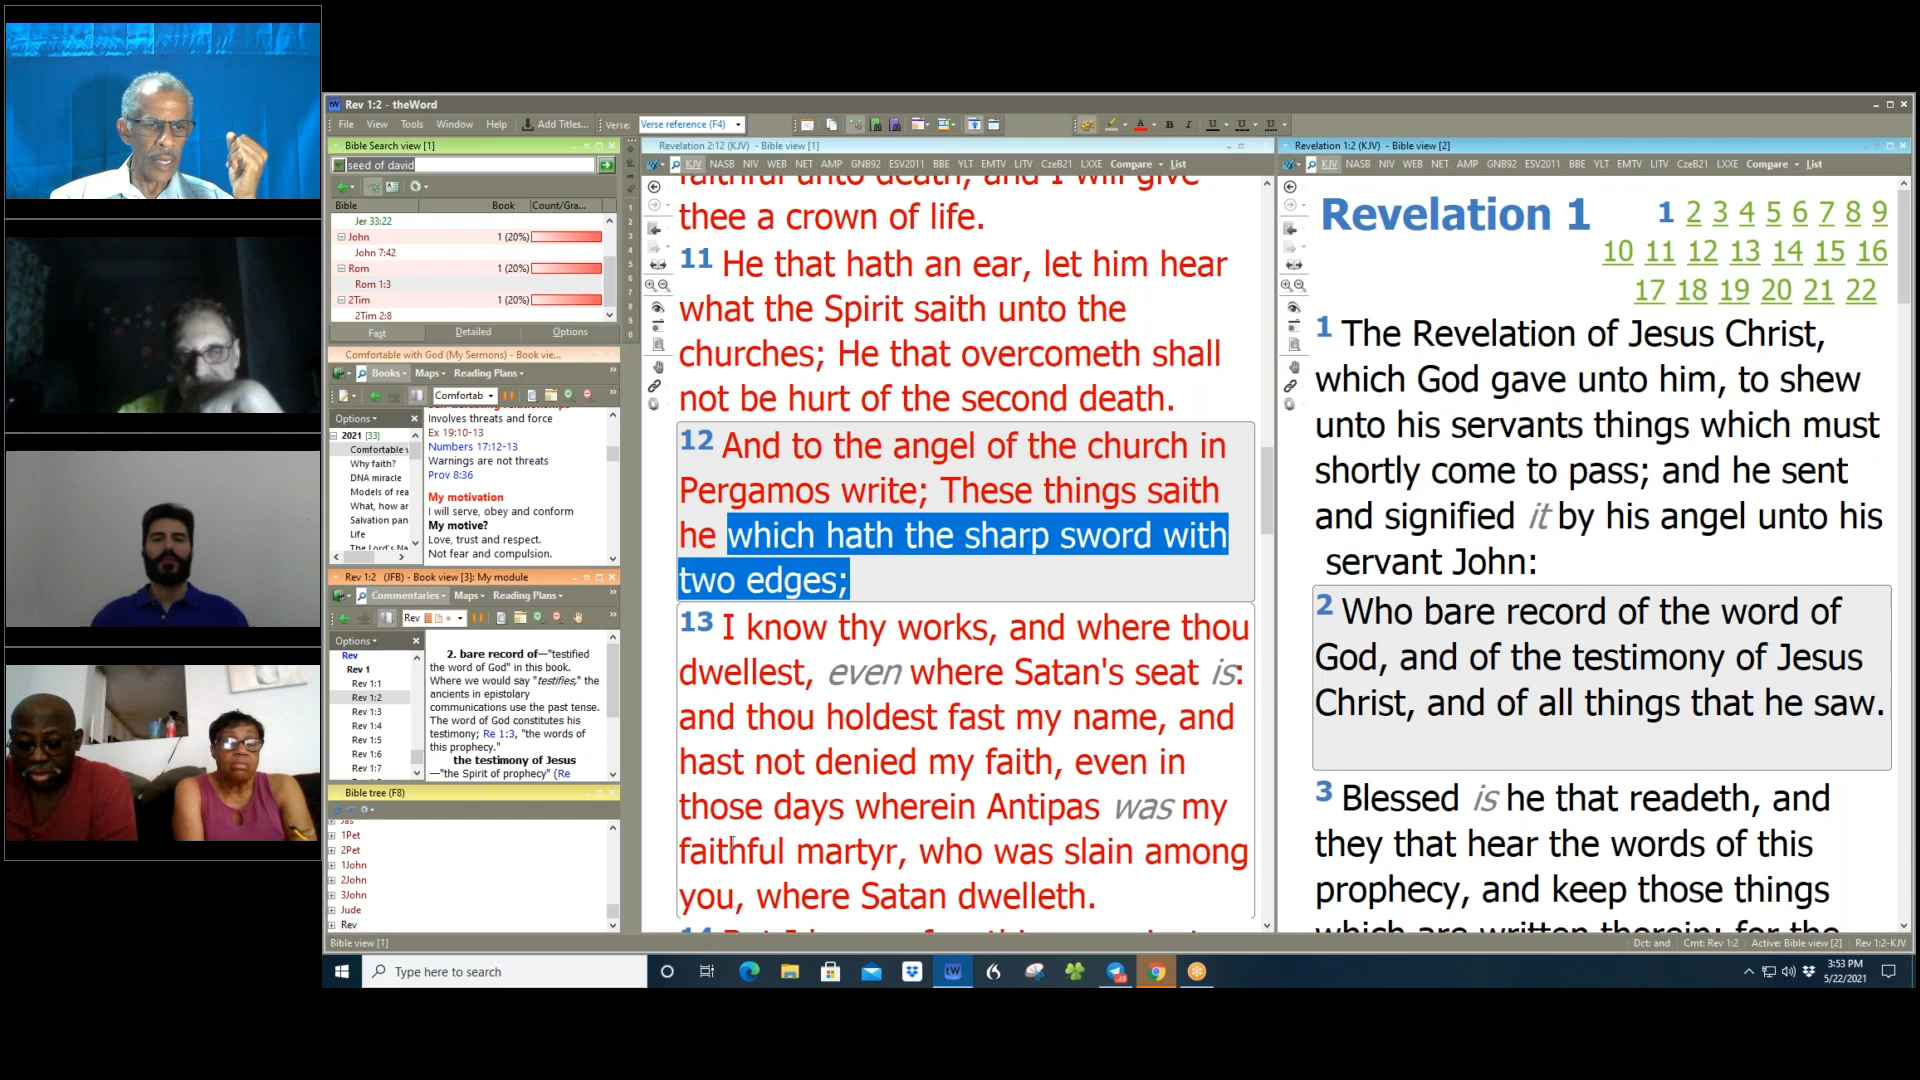 Rev 1:2 - theWord
File View Tools Window Help Add Titles... Verse: Verse reference (F4)
Bible Search view [1]
seed of david
Bible Book Count/Gra...
Jer 33:22
John 1 (20%)
John 7:42
Rom 1 (20%)
Rom 1:3
2Tim 1 (20%)
2Tim 2:8
Fast Detailed Options
Comfortable with God (My Sermons) - Book vie...
Books Maps Reading Plans
Comfortab
Options
2021 [33]
Comfortable
Why faith?
DNA miracle
Models of rea
What, how ar
Salvation pan
Life
The Lord's Na
Involves threats and force
Ex 19:10-13
Numbers 17:12-13
Warnings are not threats
Prov 8:36
My motivation
I will serve, obey and conform
My motive?
Love, trust and respect.
Not fear and compulsion.
Rev 1:2 (JFB) - Book view [3]: My module
Commentaries Maps Reading Plans
Rev
Options
Rev
Rev 1
Rev 1:1
Rev 1:2
Rev 1:3
Rev 1:4
Rev 1:5
Rev 1:6
Rev 1:7
2. bare record of—"testified
the word of God" in this book.
Where we would say "testifies," the
ancients in epistolary
communications use the past tense.
The word of God constitutes his
testimony; Re 1:3, "the words of
this prophecy."
the testimony of Jesus
—"the Spirit of prophecy" (Re
Bible tree (F8)
Jas
1Pet
2Pet
1John
2John
3John
Jude
Rev
Bible view [1]
Revelation 2:12 (KJV) - Bible view [1]
KJV NASB NIV WEB NET AMP GNB92 ESV2011 BBE YLT EMTV LITV CzeB21 LXXE Compare List
faithful unto death, and I will give
thee a crown of life.
11 He that hath an ear, let him hear
what the Spirit saith unto the
churches; He that overcometh shall
not be hurt of the second death.
12 And to the angel of the church in
Pergamos write; These things saith
he which hath the sharp sword with
two edges;
13 I know thy works, and where thou
dwellest, even where Satan's seat is:
and thou holdest fast my name, and
hast not denied my faith, even in
those days wherein Antipas was my
faithful martyr, who was slain among
you, where Satan dwelleth.
Revelation 1:2 (KJV) - Bible view [2]
KJV NASB NIV WEB NET AMP GNB92 ESV2011 BBE YLT EMTV LITV CzeB21 LXXE Compare List
Revelation 1 1 2 3 4 5 6 7 8 9
10 11 12 13 14 15 16
17 18 19 20 21 22
1 The Revelation of Jesus Christ,
which God gave unto him, to shew
unto his servants things which must
shortly come to pass; and he sent
and signified it by his angel unto his
servant John:
2 Who bare record of the word of
God, and of the testimony of Jesus
Christ, and of all things that he saw.
3 Blessed is he that readeth, and
they that hear the words of this
prophecy, and keep those things
which are written therein: for the
Dct: and Cmt: Rev 1:2 Active: Bible view [2] Rev 1:2-KJV
Type here to search
3:53 PM
5/22/2021